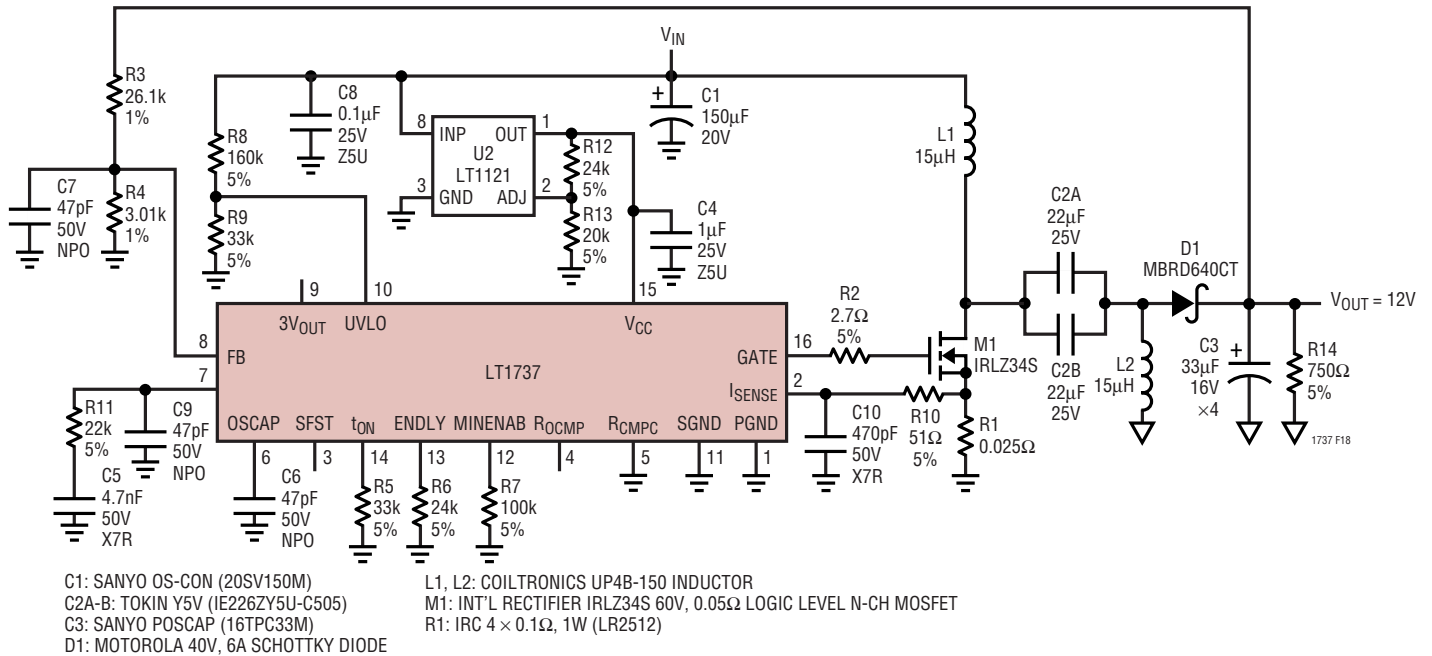 V_IN
R3
26.1k
1%
R8
160k
5%
C8
0.1µF
25V
Z5U
8
INP
OUT
1
U2
LT1121
3
GND
ADJ
2
R12
24k
5%
R13
20k
5%
+
C1
150µF
20V
L1
15µH
C7
47pF
50V
NPO
R4
3.01k
1%
R9
33k
5%
C4
1µF
25V
Z5U
C2A
22µF
25V
C2B
22µF
25V
D1
MBRD640CT
V_OUT = 12V
9
10
15
3V_OUT
UVLO
V_CC
8
FB
7
LT1737
GATE
16
I_SENSE
2
R2
2.7Ω
5%
M1
IRLZ34S
L2
15µH
C3
33µF
16V
×4
+
R14
750Ω
5%
1737 F18
R11
22k
5%
C9
47pF
50V
NPO
OSCAP
SFST
t_ON
ENDLY
MINENAB
R_OCMP
R_CMPC
SGND
PGND
6
3
14
13
12
4
5
11
1
C10
470pF
50V
X7R
R10
51Ω
5%
R1
0.025Ω
C5
4.7nF
50V
X7R
C6
47pF
50V
NPO
R5
33k
5%
R6
24k
5%
R7
100k
5%
C1: SANYO OS-CON (20SV150M)
C2A-B: TOKIN Y5V (IE226ZY5U-C505)
C3: SANYO POSCAP (16TPC33M)
D1: MOTOROLA 40V, 6A SCHOTTKY DIODE
L1, L2: COILTRONICS UP4B-150 INDUCTOR
M1: INT'L RECTIFIER IRLZ34S 60V, 0.05Ω LOGIC LEVEL N-CH MOSFET
R1: IRC 4 × 0.1Ω, 1W (LR2512)